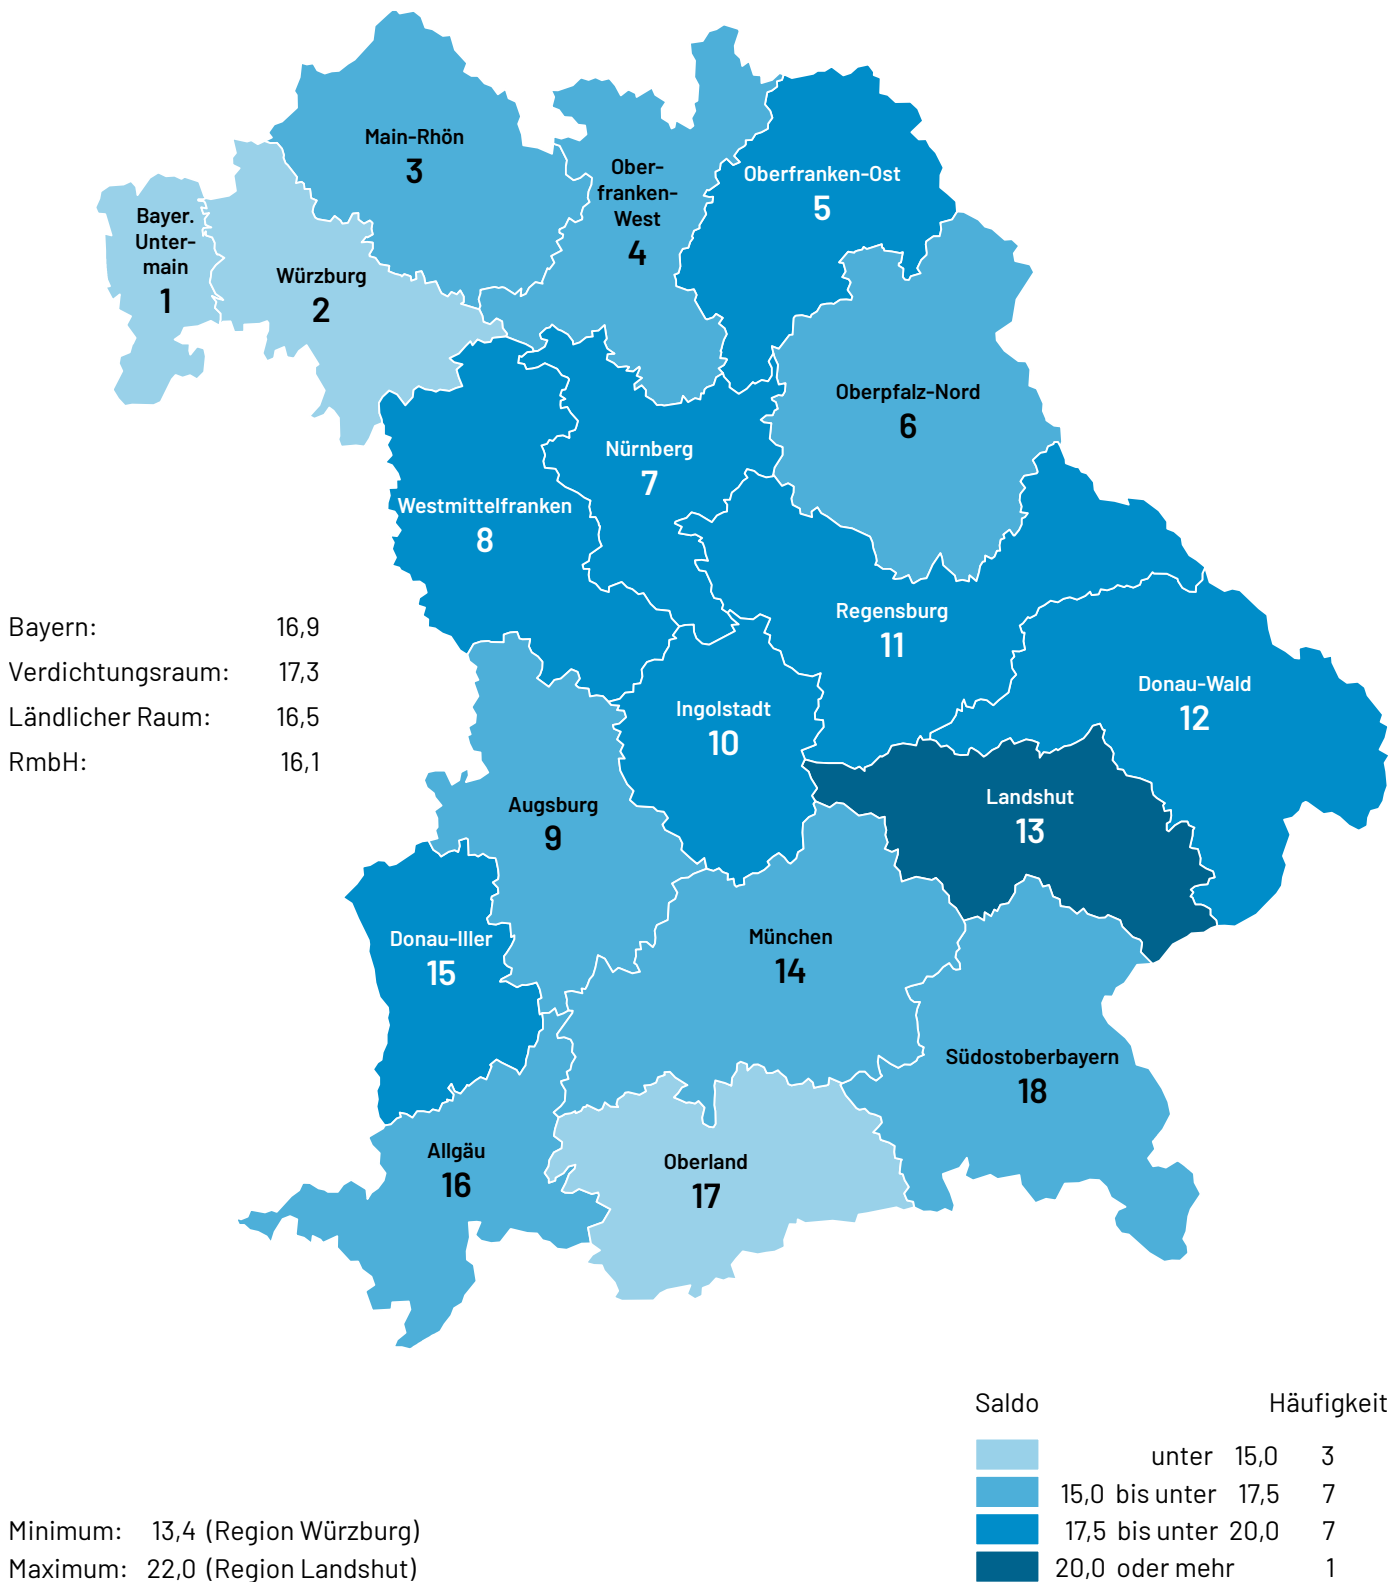 Main-Rhön
3
Ober-
franken-
West
4
Oberfranken-Ost
5
Bayer.
Unter-
main
1
Würzburg
2
Oberpfalz-Nord
6
Nürnberg
7
Westmittelfranken
8
Regensburg
11
Bayern: 16,9
Verdichtungsraum: 17,3
Ländlicher Raum: 16,5
RmbH: 16,1
Donau-Wald
12
Ingolstadt
10
Landshut
13
Augsburg
9
Donau-Iller
15
München
14
Südostoberbayern
18
Allgäu
16
Oberland
17
Saldo Häufigkeit
unter 15,0 3
15,0 bis unter 17,5 7
17,5 bis unter 20,0 7
20,0 oder mehr 1
Minimum: 13,4 (Region Würzburg)
Maximum: 22,0 (Region Landshut)